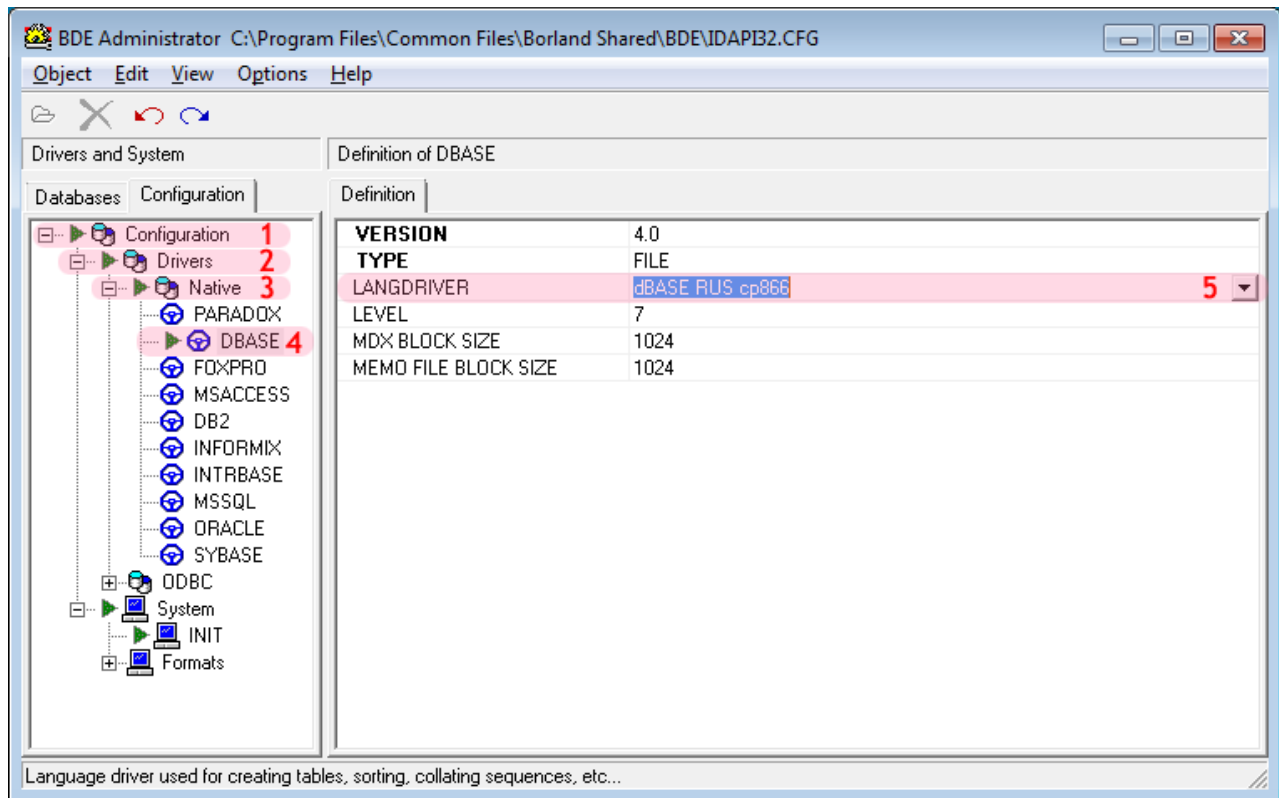 BDE Administrator C:\Program Files\Common Files\Borland Shared\BDE\IDAPI32.CFG
Object Edit View Options Help
Drivers and System
Definition of DBASE
Databases Configuration
Definition
Configuration 1
Drivers 2
Native 3
PARADOX
DBASE 4
FOXPRO
MSACCESS
DB2
INFORMIX
INTRBASE
MSSQL
ORACLE
SYBASE
ODBC
System
INIT
Formats
VERSION 4.0
TYPE FILE
LANGDRIVER dBASE RUS cp866 5
LEVEL 7
MDX BLOCK SIZE 1024
MEMO FILE BLOCK SIZE 1024
Language driver used for creating tables, sorting, collating sequences, etc...